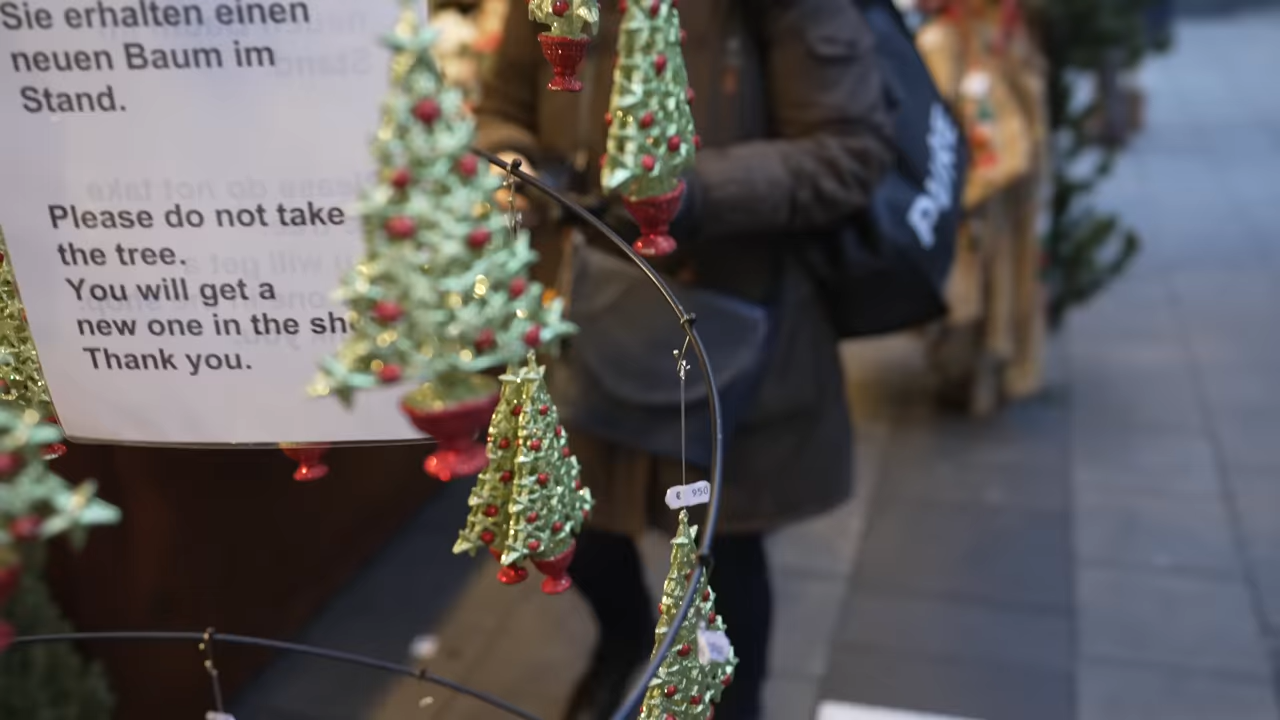 Sie erhalten einen
neuen Baum im
Stand.
Please do not take
the tree.
You will get a
new one in the sh
Thank you.
€ 950